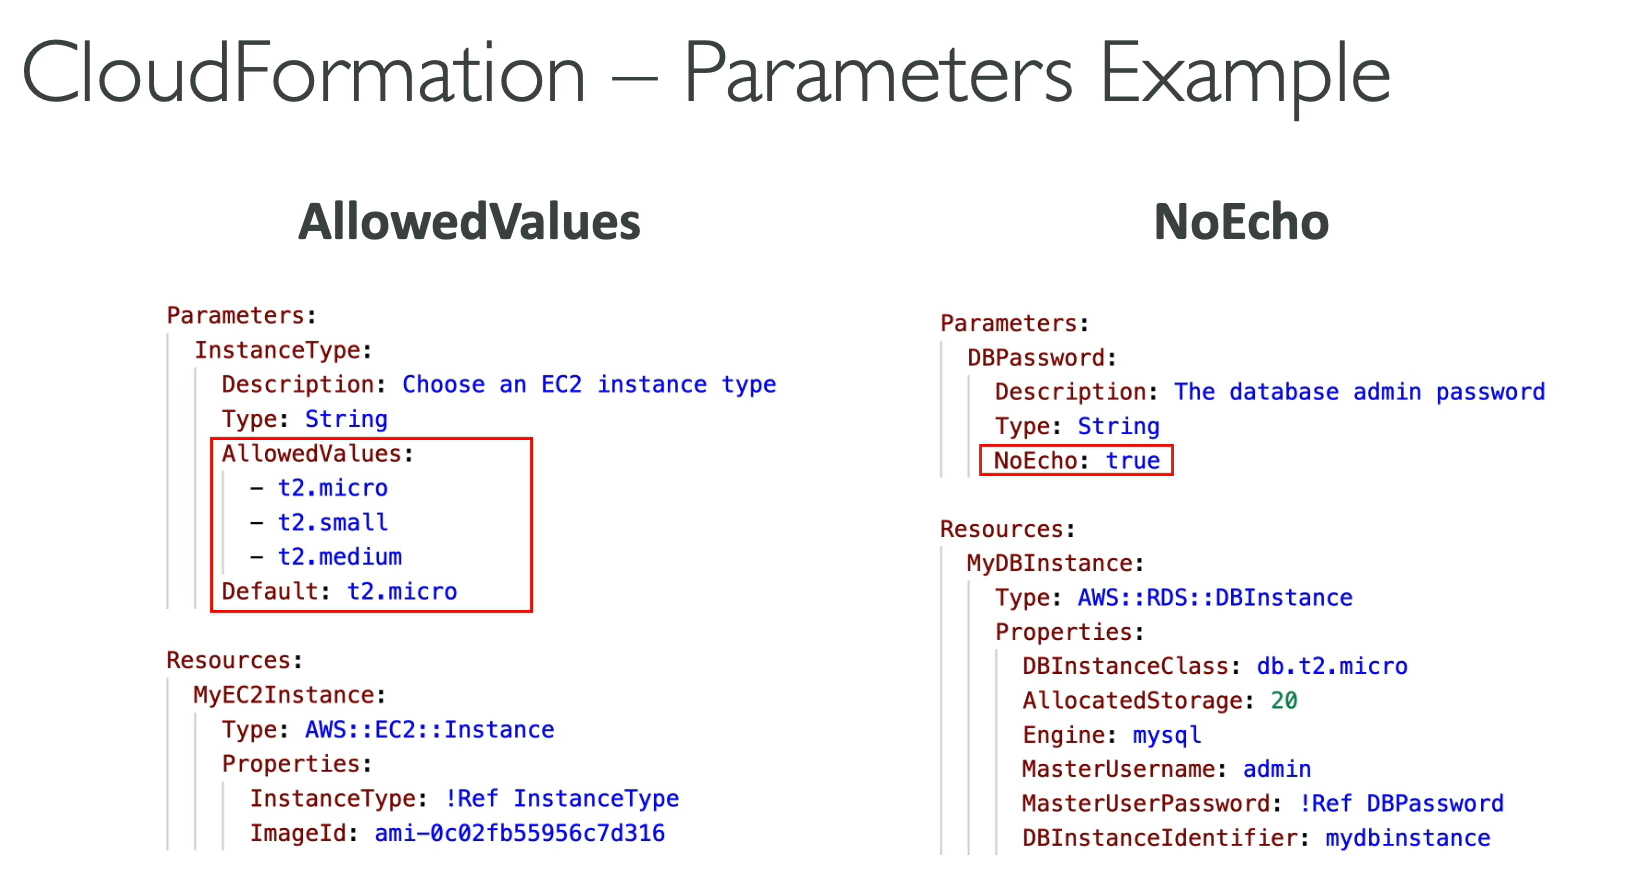 CloudFormation – Parameters Example
AllowedValues
Parameters:
InstanceType:
Description: Choose an EC2 instance type
Type: String
AllowedValues:
– t2.micro
– t2.small
– t2.medium
Default: t2.micro
Resources:
MyEC2Instance:
Type: AWS::EC2::Instance
Properties:
InstanceType: !Ref InstanceType
ImageId: ami-0c02fb55956c7d316
NoEcho
Parameters:
DBPassword:
Description: The database admin password
Type: String
NoEcho: true
Resources:
MyDBInstance:
Type: AWS::RDS::DBInstance
Properties:
DBInstanceClass: db.t2.micro
AllocatedStorage: 20
Engine: mysql
MasterUsername: admin
MasterUserPassword: !Ref DBPassword
DBInstanceIdentifier: mydbinstance